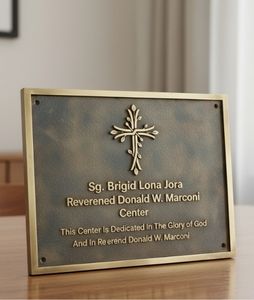 Sg. Brigid Lona Jora
Reverened Donald W. Marconi
Center
This Center is Dedicated In The Glory of God
And In Re erend Donald W. Marconi